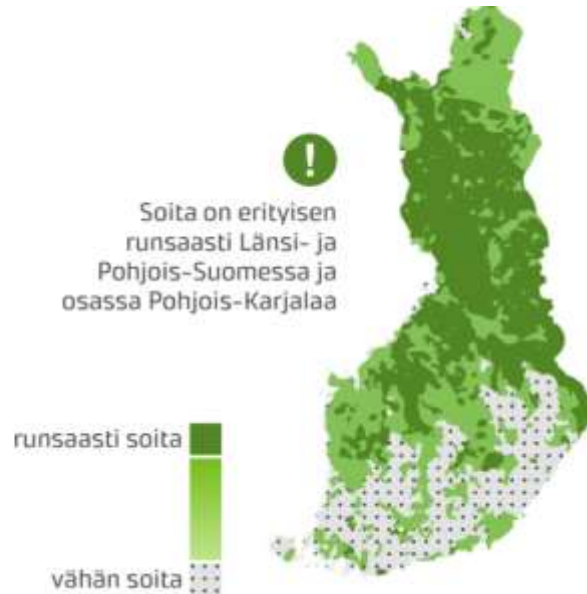 !
Soita on erityisen
runsaasti Länsi- ja
Pohjois-Suomessa ja
osassa Pohjois-Karjalaa
runsaasti soita
vähän soita